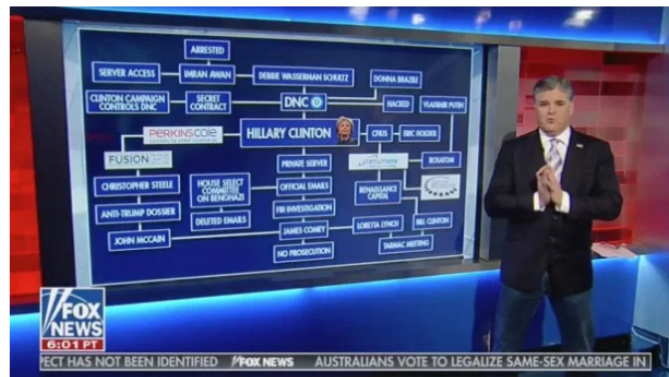 ARRESTED
SERVER ACCESS
IMRAN AWAN
DEBBIE WASSERMAN SCHULTZ
DONNA BRAZILE
CLINTON CAMPAIGN
CONTROLS DNC
SECRET
CONTRACT
DNC D
HACKED
VLADIMIR PUTIN
PERKINSCOIE
HILLARY CLINTON
CFIUS
ERIC HOLDER
FUSION GPS
PRIVATE SERVER
ROSATOM
CHRISTOPHER STEELE
HOUSE SELECT
COMMITTEE
ON BENGHAZI
OFFICIAL EMAILS
RENAISSANCE
CAPITAL
ANTI-TRUMP DOSSIER
DELETED EMAILS
FBI INVESTIGATION
JOHN MCCAIN
JAMES COMEY
LORETTA LYNCH
BILL CLINTON
NO PROSECUTION
TARMAC MEETING
FOX
NEWS
6:01 PT
PECT HAS NOT BEEN IDENTIFIED FOX NEWS AUSTRALIANS VOTE TO LEGALIZE SAME-SEX MARRIAGE IN